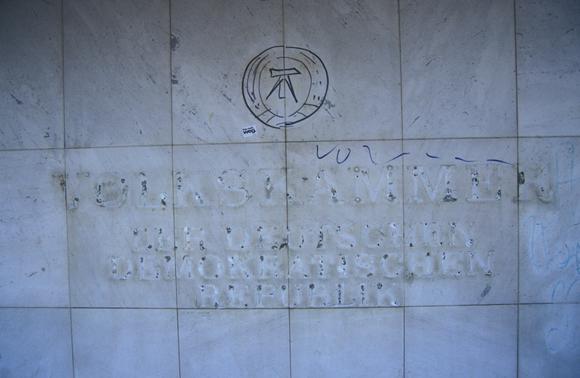 VOLKSKAMMER
DER DEUTSCHEN
DEMOKRATISCHEN
REPUBLIK